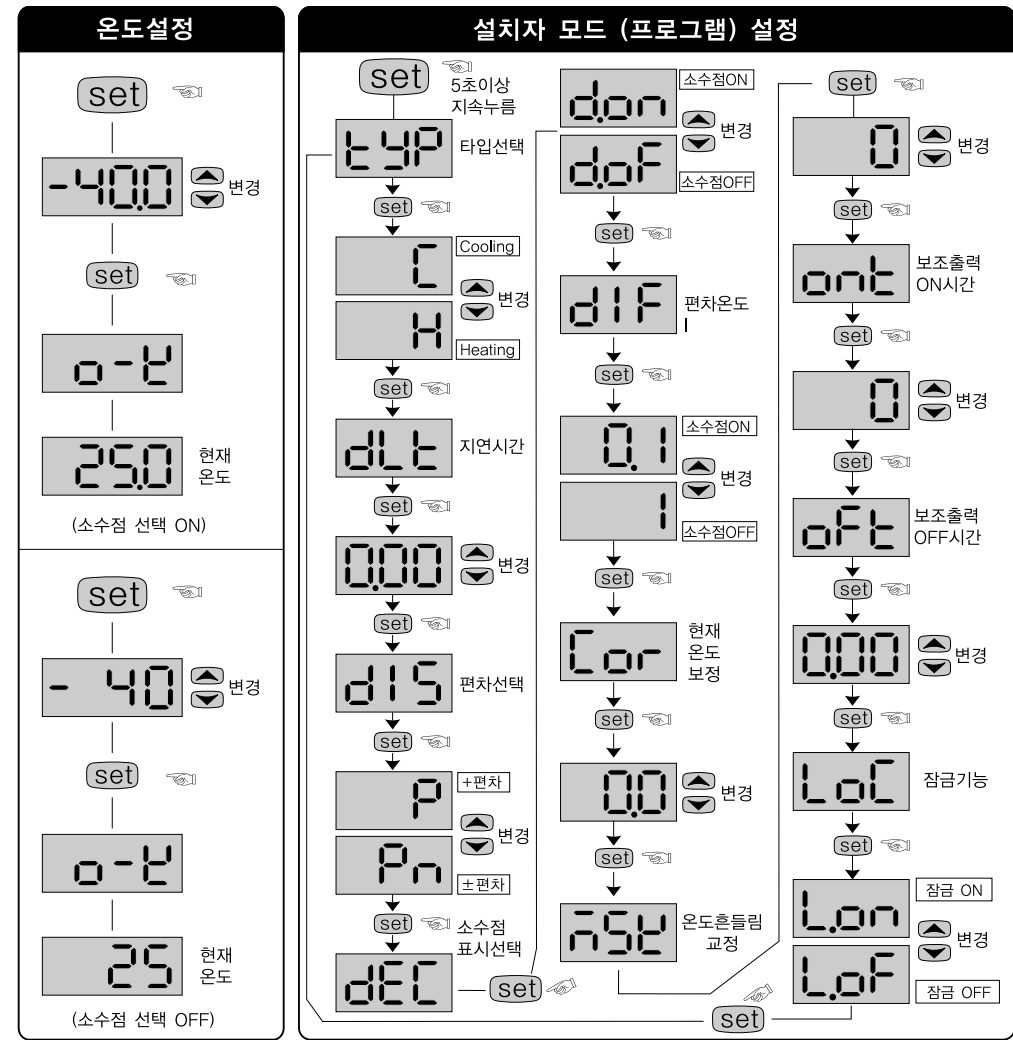 온도설정
set
-40.0
변경
set
o-k
25.0
현재
온도
(소수점 선택 ON)
set
- 40
변경
set
o-k
25
현재
온도
(소수점 선택 OFF)
설치자 모드 (프로그램) 설정
set
5초이상
지속누름
tyP
타입선택
set
C
Cooling
변경
H
Heating
set
dLt
지연시간
set
0.00
변경
set
dIS
편차선택
set
P
+편차
변경
Pn
±편차
set
소수점
표시선택
dEC
set
d.on
소수점ON
변경
d.oF
소수점OFF
set
dIF
편차온도
set
0.1
소수점ON
변경
1
소수점OFF
set
Cor
현재
온도
보정
set
0.0
변경
set
온도흔들림
교정
set
0
변경
set
ont
보조출력
ON시간
set
0
변경
set
oFt
보조출력
OFF시간
set
0.00
변경
set
LoC
잠금기능
set
L.on
잠금 ON
변경
L.oF
잠금 OFF
set